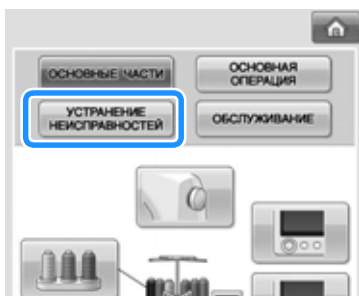 ОСНОВНЫЕ ЧАСТИ
ОСНОВНАЯ
ОПЕРАЦИЯ
УСТРАНЕНИЕ
НЕИСПРАВНОСТЕЙ
ОБСЛУЖИВАНИЕ